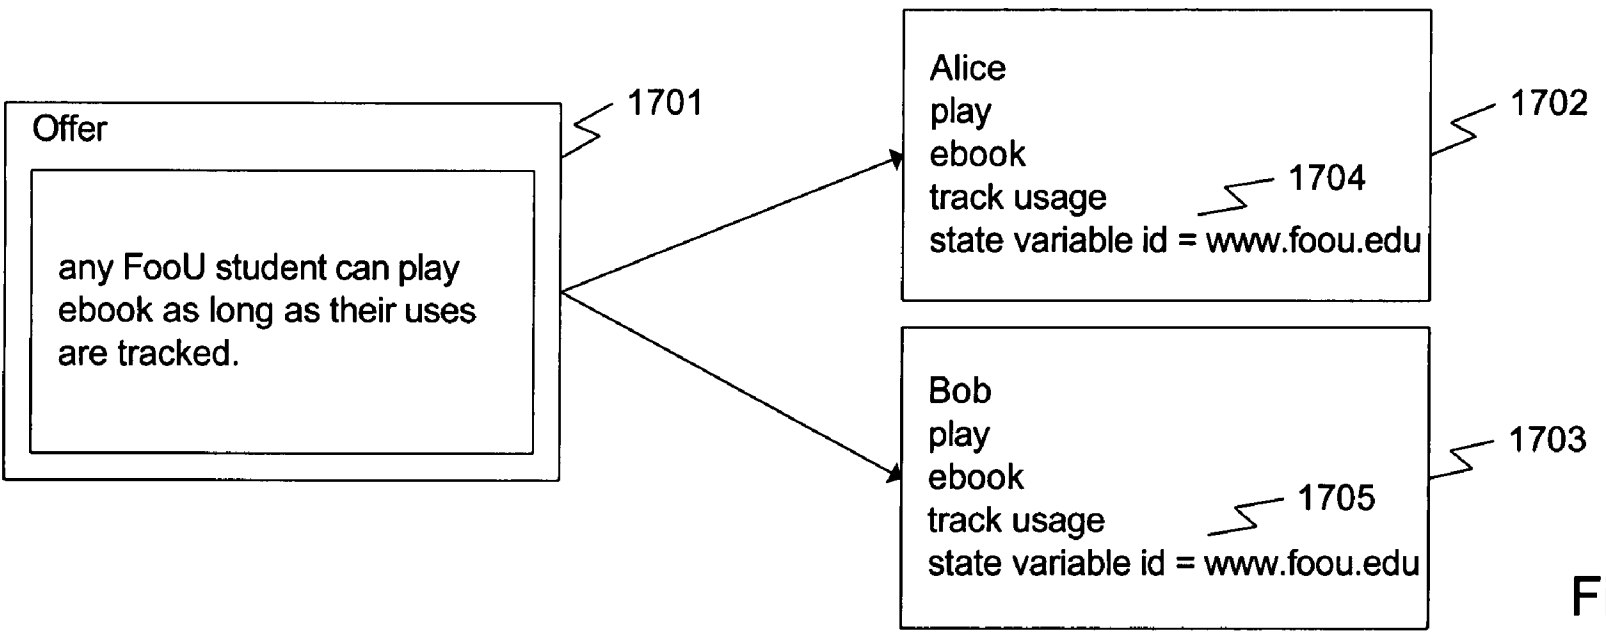 Offer
1701
any FooU student can play
ebook as long as their uses
are tracked.
Alice
play
ebook
track usage
1704
state variable id = www.foou.edu
1702
Bob
play
ebook
track usage
1705
state variable id = www.foou.edu
1703